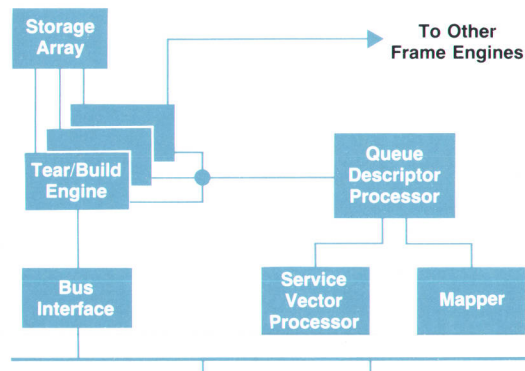 Storage
Array
To Other
Frame Engines
Tear/Build
Engine
Queue
Descriptor
Processor
Bus
Interface
Service
Vector
Processor
Mapper